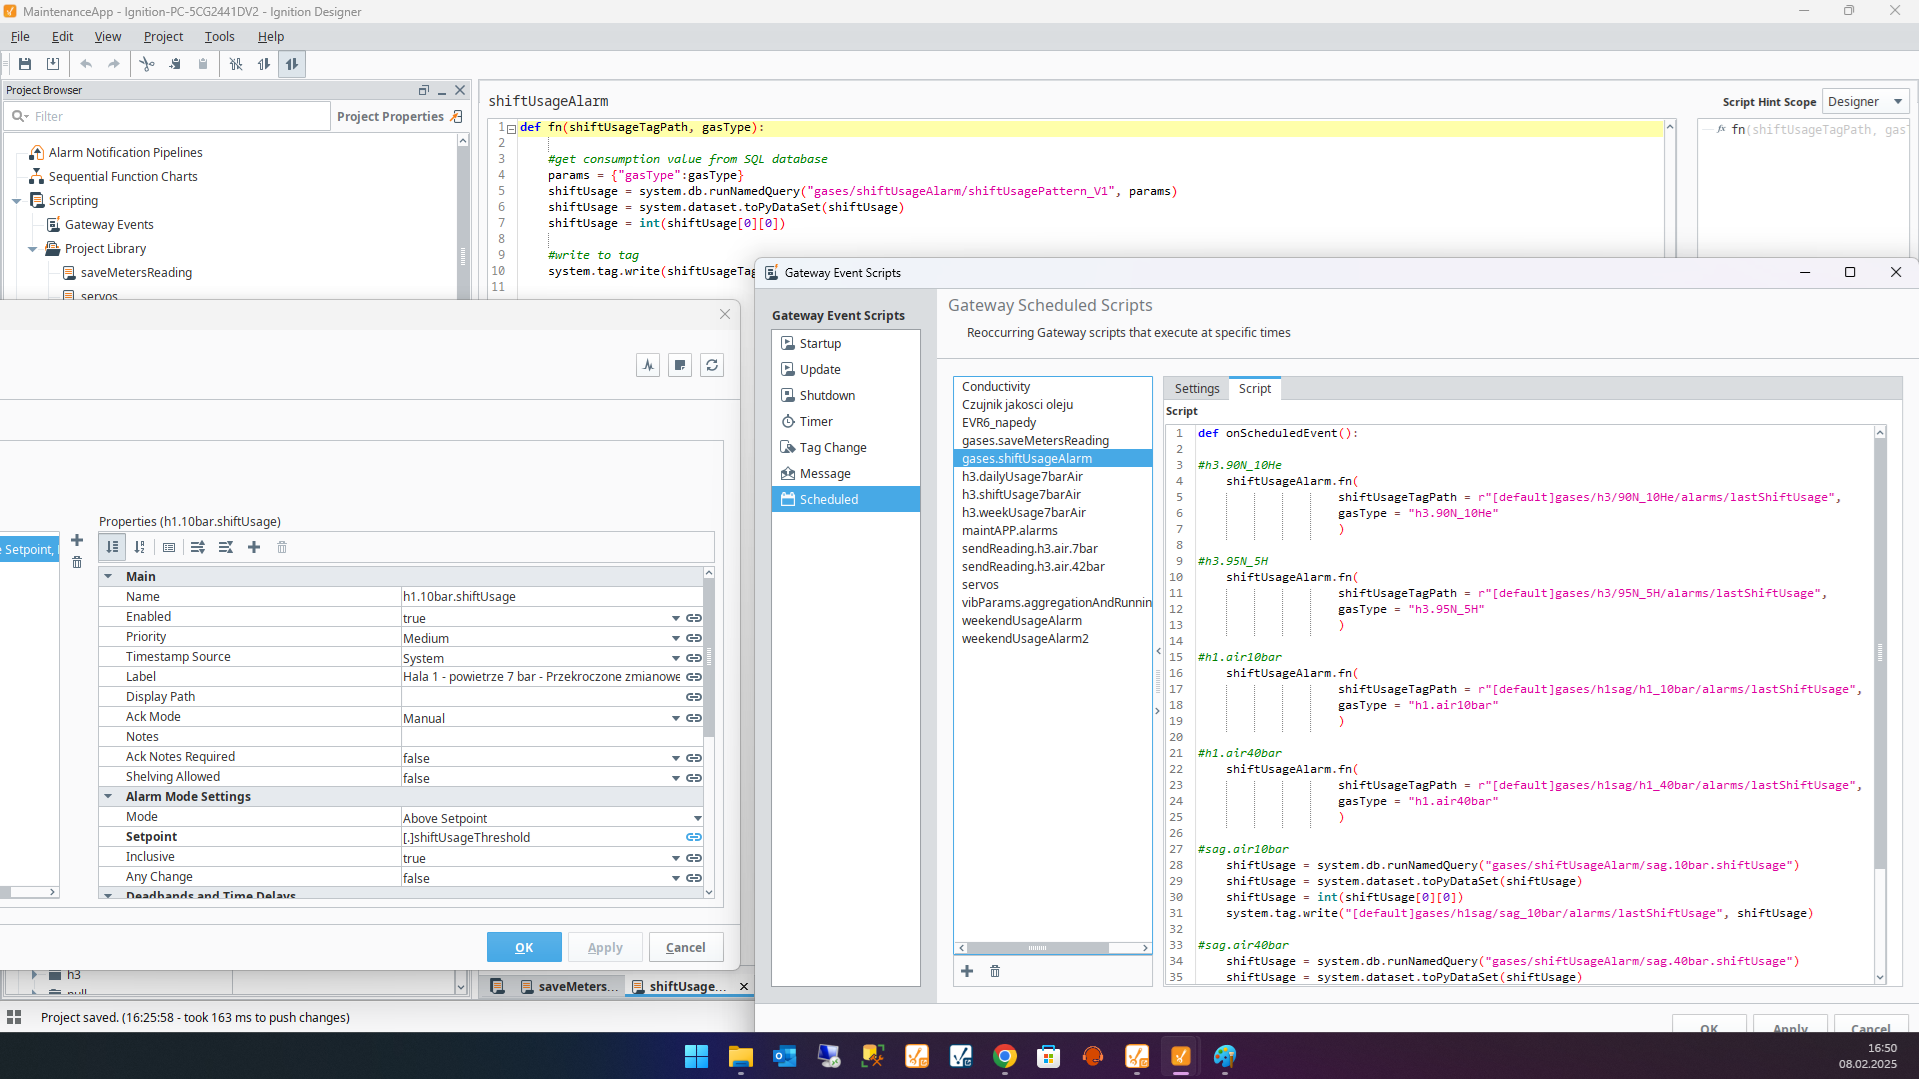 MaintenanceApp - Ignition-PC-5CG2441DV2 - Ignition Designer
File Edit View Project Tools Help
Project Browser
Filter
Project Properties
Alarm Notification Pipelines
Sequential Function Charts
Scripting
Gateway Events
Project Library
saveMetersReading
servos
shiftUsageAlarm
Script Hint Scope Designer
1 def fn(shiftUsageTagPath, gasType):
2
3 #get consumption value from SQL database
4 params = {"gasType":gasType}
5 shiftUsage = system.db.runNamedQuery("gases/shiftUsageAlarm/shiftUsagePattern_V1", params)
6 shiftUsage = system.dataset.toPyDataSet(shiftUsage)
7 shiftUsage = int(shiftUsage[0][0])
8
9 #write to tag
10 system.tag.write(shiftUsageTag
11
fn(shiftUsageTagPath, gasT
Properties (h1.10bar.shiftUsage)
Setpoint,
Main
Name h1.10bar.shiftUsage
Enabled true
Priority Medium
Timestamp Source System
Label Hala 1 - powietrze 7 bar - Przekroczone zmianowe
Display Path
Ack Mode Manual
Notes
Ack Notes Required false
Shelving Allowed false
Alarm Mode Settings
Mode Above Setpoint
Setpoint [.]shiftUsageThreshold
Inclusive true
Any Change false
Deadbands and Time Delays
OK Apply Cancel
h3
null
saveMeters... shiftUsage...
Project saved. (16:25:58 - took 163 ms to push changes)
Gateway Event Scripts
Gateway Event Scripts
Startup
Update
Shutdown
Timer
Tag Change
Message
Scheduled
Gateway Scheduled Scripts
Reoccurring Gateway scripts that execute at specific times
Conductivity
Czujnik jakosci oleju
EVR6_napedy
gases.saveMetersReading
gases.shiftUsageAlarm
h3.dailyUsage7barAir
h3.shiftUsage7barAir
h3.weekUsage7barAir
maintAPP.alarms
sendReading.h3.air.7bar
sendReading.h3.air.42bar
servos
vibParams.aggregationAndRunnin
weekendUsageAlarm
weekendUsageAlarm2
Settings Script
Script
1 def onScheduledEvent():
2
3 #h3.90N_10He
4 shiftUsageAlarm.fn(
5 shiftUsageTagPath = r"[default]gases/h3/90N_10He/alarms/lastShiftUsage",
6 gasType = "h3.90N_10He"
7 )
8
9 #h3.95N_5H
10 shiftUsageAlarm.fn(
11 shiftUsageTagPath = r"[default]gases/h3/95N_5H/alarms/lastShiftUsage",
12 gasType = "h3.95N_5H"
13 )
14
15 #h1.air10bar
16 shiftUsageAlarm.fn(
17 shiftUsageTagPath = r"[default]gases/h1sag/h1_10bar/alarms/lastShiftUsage",
18 gasType = "h1.air10bar"
19 )
20
21 #h1.air40bar
22 shiftUsageAlarm.fn(
23 shiftUsageTagPath = r"[default]gases/h1sag/h1_40bar/alarms/lastShiftUsage",
24 gasType = "h1.air40bar"
25 )
26
27 #sag.air10bar
28 shiftUsage = system.db.runNamedQuery("gases/shiftUsageAlarm/sag.10bar.shiftUsage")
29 shiftUsage = system.dataset.toPyDataSet(shiftUsage)
30 shiftUsage = int(shiftUsage[0][0])
31 system.tag.write("[default]gases/h1sag/sag_10bar/alarms/lastShiftUsage", shiftUsage)
32
33 #sag.air40bar
34 shiftUsage = system.db.runNamedQuery("gases/shiftUsageAlarm/sag.40bar.shiftUsage")
35 shiftUsage = system.dataset.toPyDataSet(shiftUsage)
OK Apply Cancel
16:50
08.02.2025